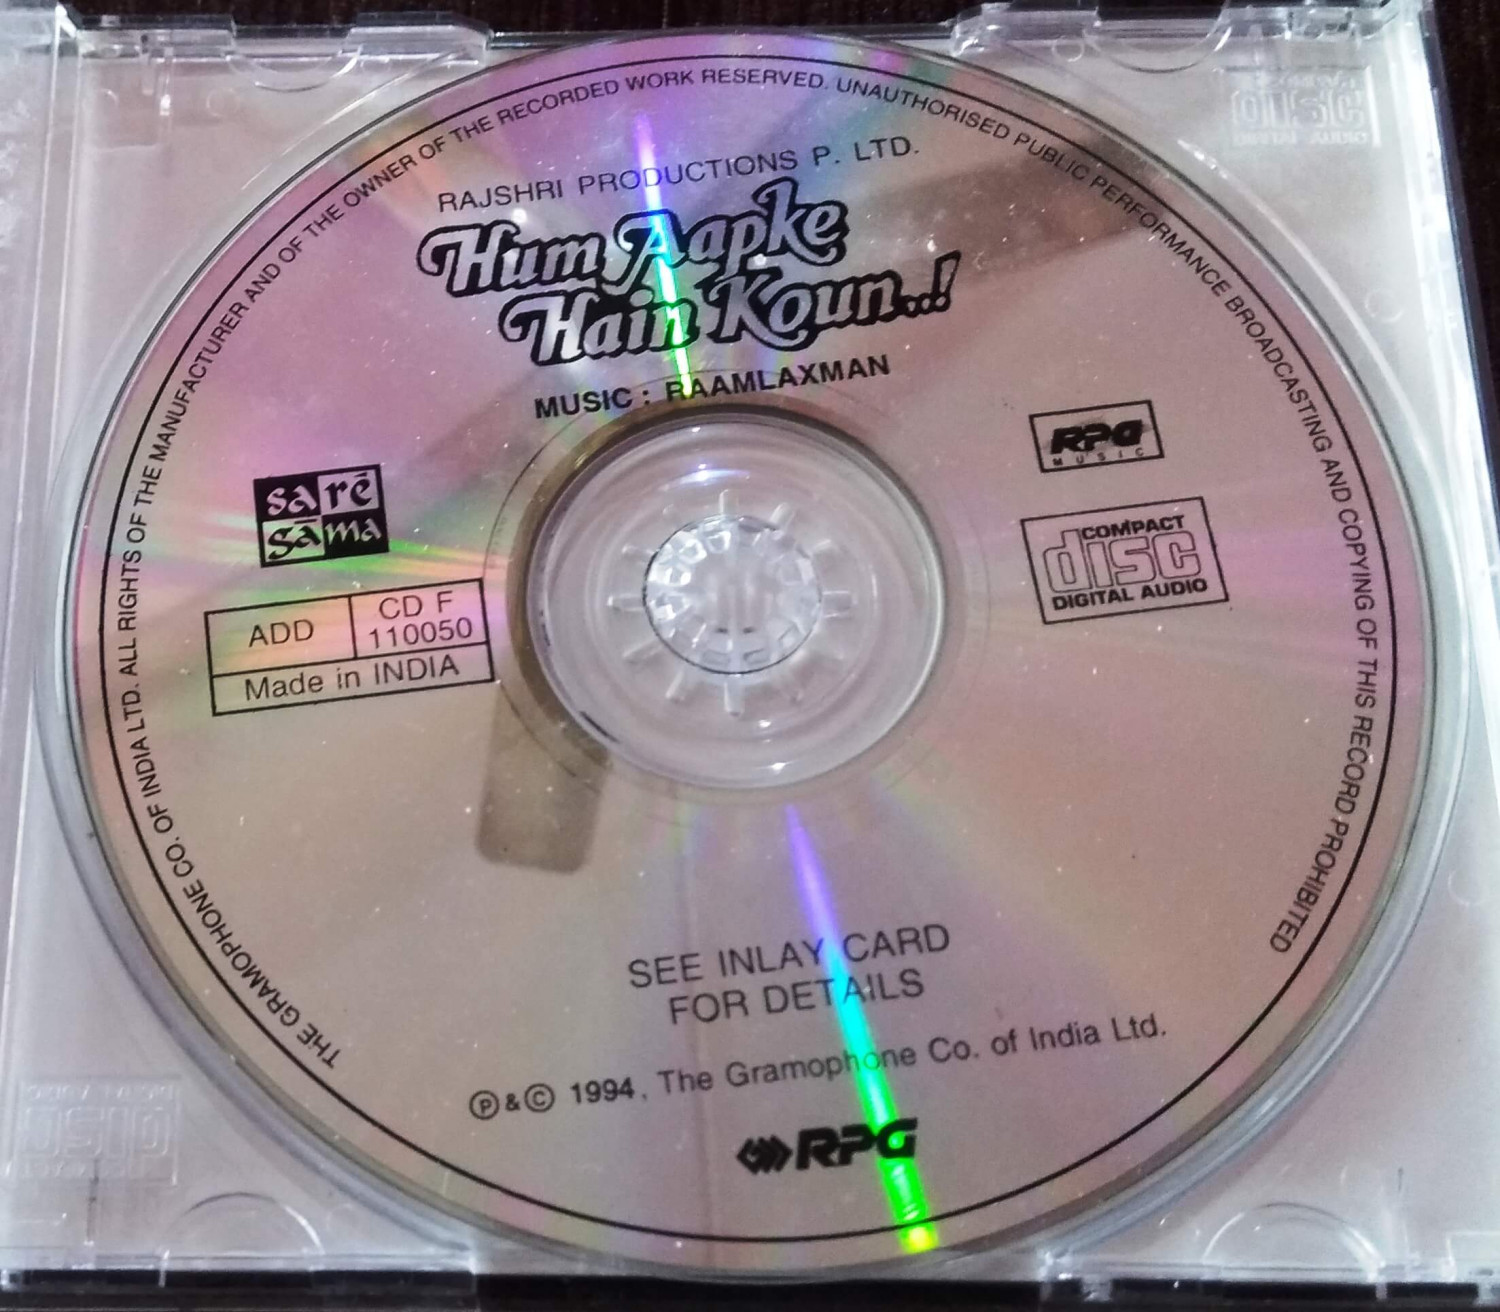 THE GRAMOPHONE CO. OF INDIA LTD. ALL RIGHTS OF THE MANUFACTURER AND OF THE OWNER OF THE RECORDED WORK RESERVED. UNAUTHORISED PUBLIC PERFORMANCE BROADCASTING AND COPYING OF THIS RECORD PROHIBITED
RAJSHRI PRODUCTIONS P. LTD.
Hum Aapke
Hain Koun..!
MUSIC : RAAMLAXMAN
sa rē
ga ma
RPG
MUSIC
COMPACT
disc
DIGITAL AUDIO
ADD
CD F
110050
Made in INDIA
SEE INLAY CARD
FOR DETAILS
Ⓟ & © 1994, The Gramophone Co. of India Ltd.
RPG